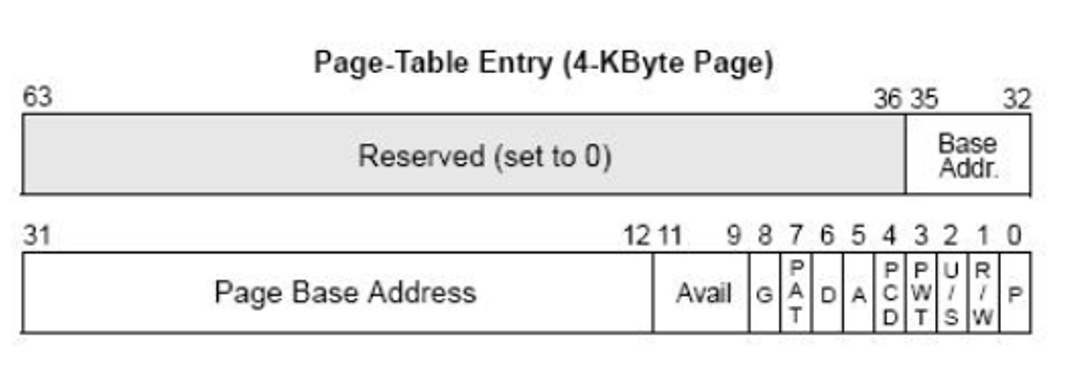 Page-Table Entry (4-KByte Page)
63 36 35 32
Reserved (set to 0) Base Addr.
31 12 11 9 8 7 6 5 4 3 2 1 0
Page Base Address Avail G PAT D A PCD PWT U/S R/W P